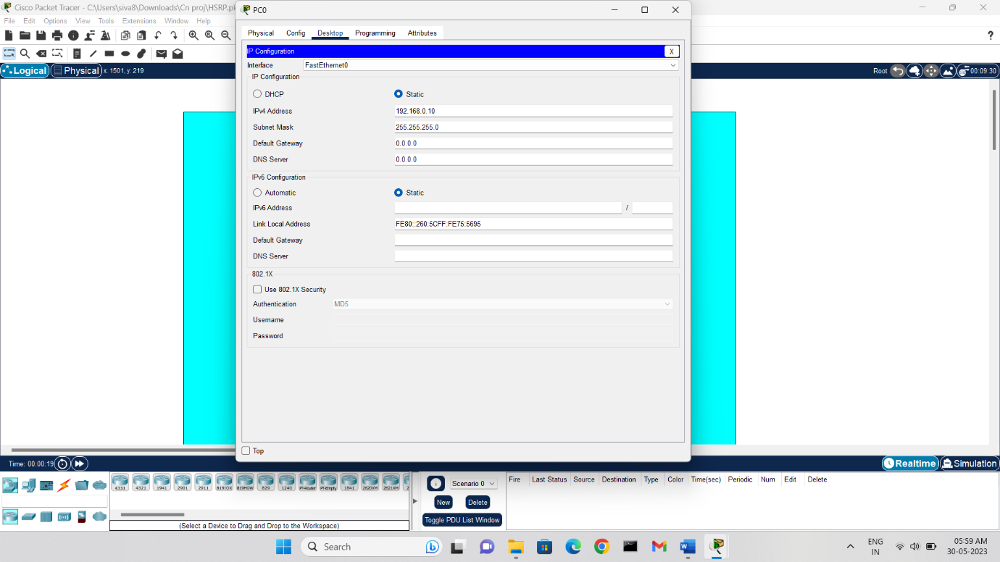 Cisco Packet Tracer - C:\Users\siva8\Downloads\Cn proj\HSRP.pk
PC0
File Edit Options View Tools Extensions Window Help
Physical Config Desktop Programming Attributes
?
IP Configuration
X
Interface
FastEthernet0
Logical
Physical
x: 1501, y: 219
Root
00:09:30
IP Configuration
DHCP
Static
IPv4 Address
192.168.0.10
Subnet Mask
255.255.255.0
Default Gateway
0.0.0.0
DNS Server
0.0.0.0
IPv6 Configuration
Automatic
Static
IPv6 Address
/
Link Local Address
FE80::260:5CFF:FE75:5695
Default Gateway
DNS Server
802.1X
Use 802.1X Security
Authentication
MD5
Username
Password
Top
Time: 00:00:19
Realtime
Simulation
4331 4321 1941 2901 2911 819IOX 819HGW 829 1240 PT-Router PT-Empty 1841 2620XM 2621XM 2
(Select a Device to Drag and Drop to the Workspace)
Scenario 0
New
Delete
Toggle PDU List Window
Fire Last Status Source Destination Type Color Time(sec) Periodic Num Edit Delete
Search
ENG
IN
05:59 AM
30-05-2023